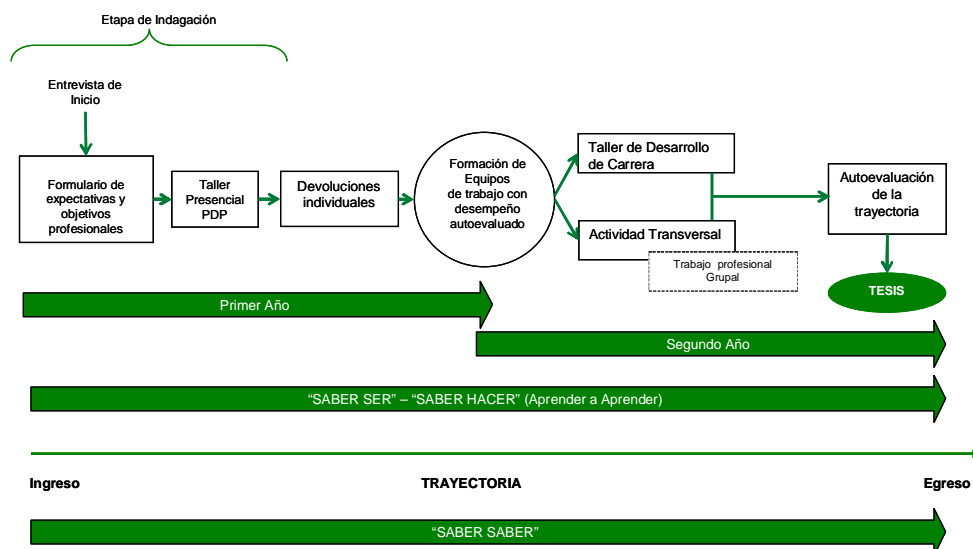 Etapa de Indagación
Entrevista de
Inicio
Formulario de
expectativas y
objetivos
profesionales
Taller
Presencial
PDP
Devoluciones
individuales
Formación de
Equipos
de trabajo con
desempeño
autoevaluado
Taller de Desarrollo
de Carrera
Actividad Transversal
Trabajo profesional
Grupal
Autoevaluación
de la
trayectoria
TESIS
Primer Año
Segundo Año
“SABER SER” – “SABER HACER” (Aprender a Aprender)
Ingreso
TRAYECTORIA
Egreso
“SABER SABER”